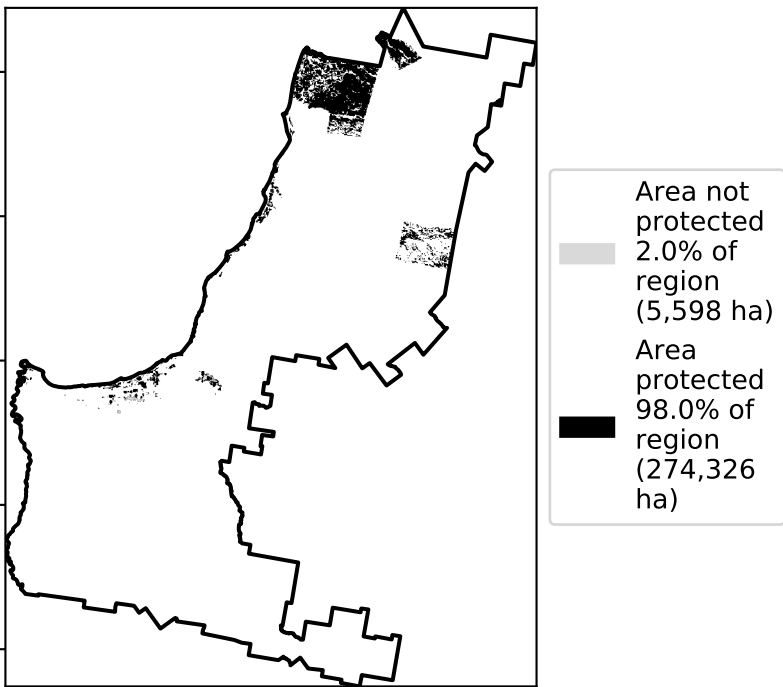 Area not
protected
2.0% of
region
(5,598 ha)
Area
protected
98.0% of
region
(274,326
ha)